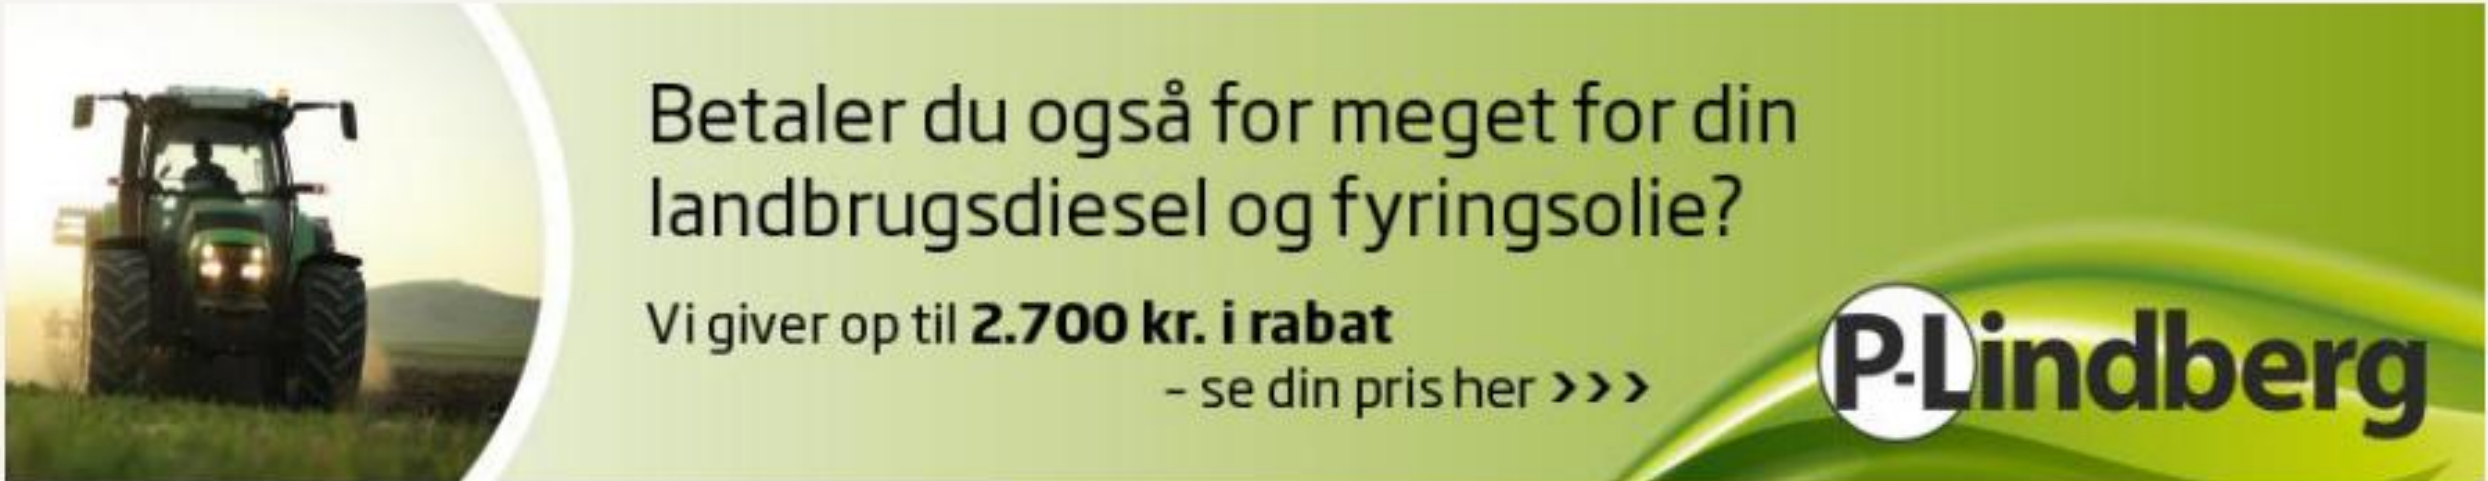 Betaler du også for meget for din
landbrugsdiesel og fyringsolie?
Vi giver op til 2.700 kr. i rabat
- se din pris her >>>
P-Lindberg